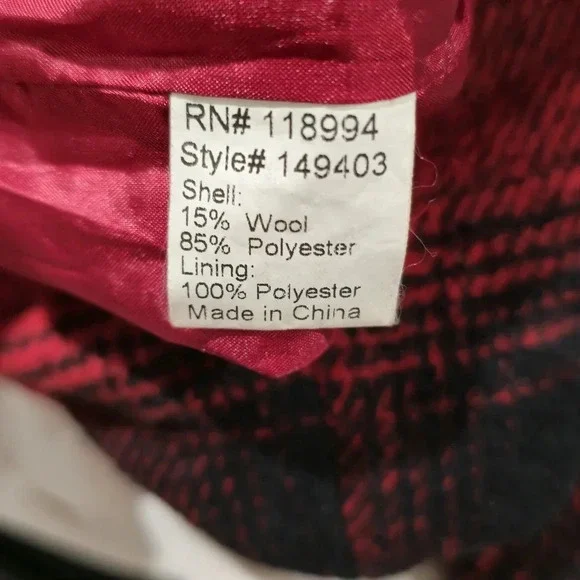 RN# 118994
Style# 149403
Shell:
15% Wool
85% Polyester
Lining:
100% Polyester
Made in China